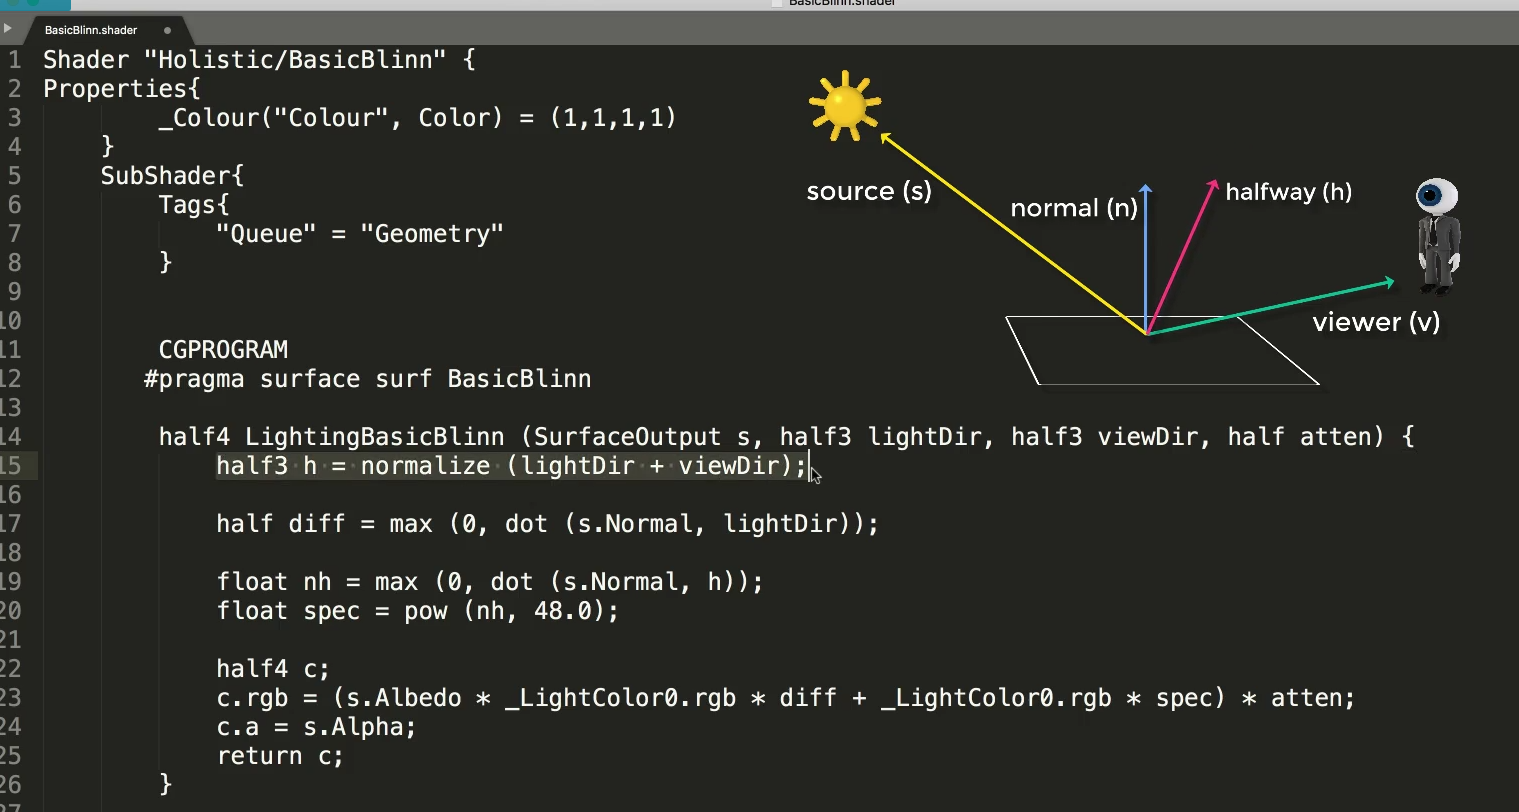 BasicBlinn.shader
BasicBlinn.shader
1 Shader "Holistic/BasicBlinn" {
2 Properties{
3 _Colour("Colour", Color) = (1,1,1,1)
4 }
5 SubShader{
6 Tags{
7 "Queue" = "Geometry"
8 }
9
10
11 CGPROGRAM
12 #pragma surface surf BasicBlinn
13
14 half4 LightingBasicBlinn (SurfaceOutput s, half3 lightDir, half3 viewDir, half atten) {
15 half3 h = normalize (lightDir + viewDir);
16
17 half diff = max (0, dot (s.Normal, lightDir));
18
19 float nh = max (0, dot (s.Normal, h));
20 float spec = pow (nh, 48.0);
21
22 half4 c;
23 c.rgb = (s.Albedo * _LightColor0.rgb * diff + _LightColor0.rgb * spec) * atten;
24 c.a = s.Alpha;
25 return c;
26 }
27
source (s)
normal (n)
halfway (h)
viewer (v)